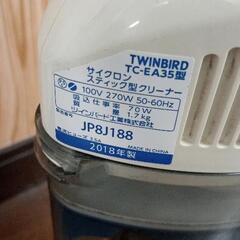 TWINBIRD
TC-EA35型
サイクロン
スティック型クリーナー
100V 270W 50-60Hz
吸込仕事率 70W
質量 1.7kg
ツインバード工業株式会社
JP8J188
2018年製
MADE IN CHINA